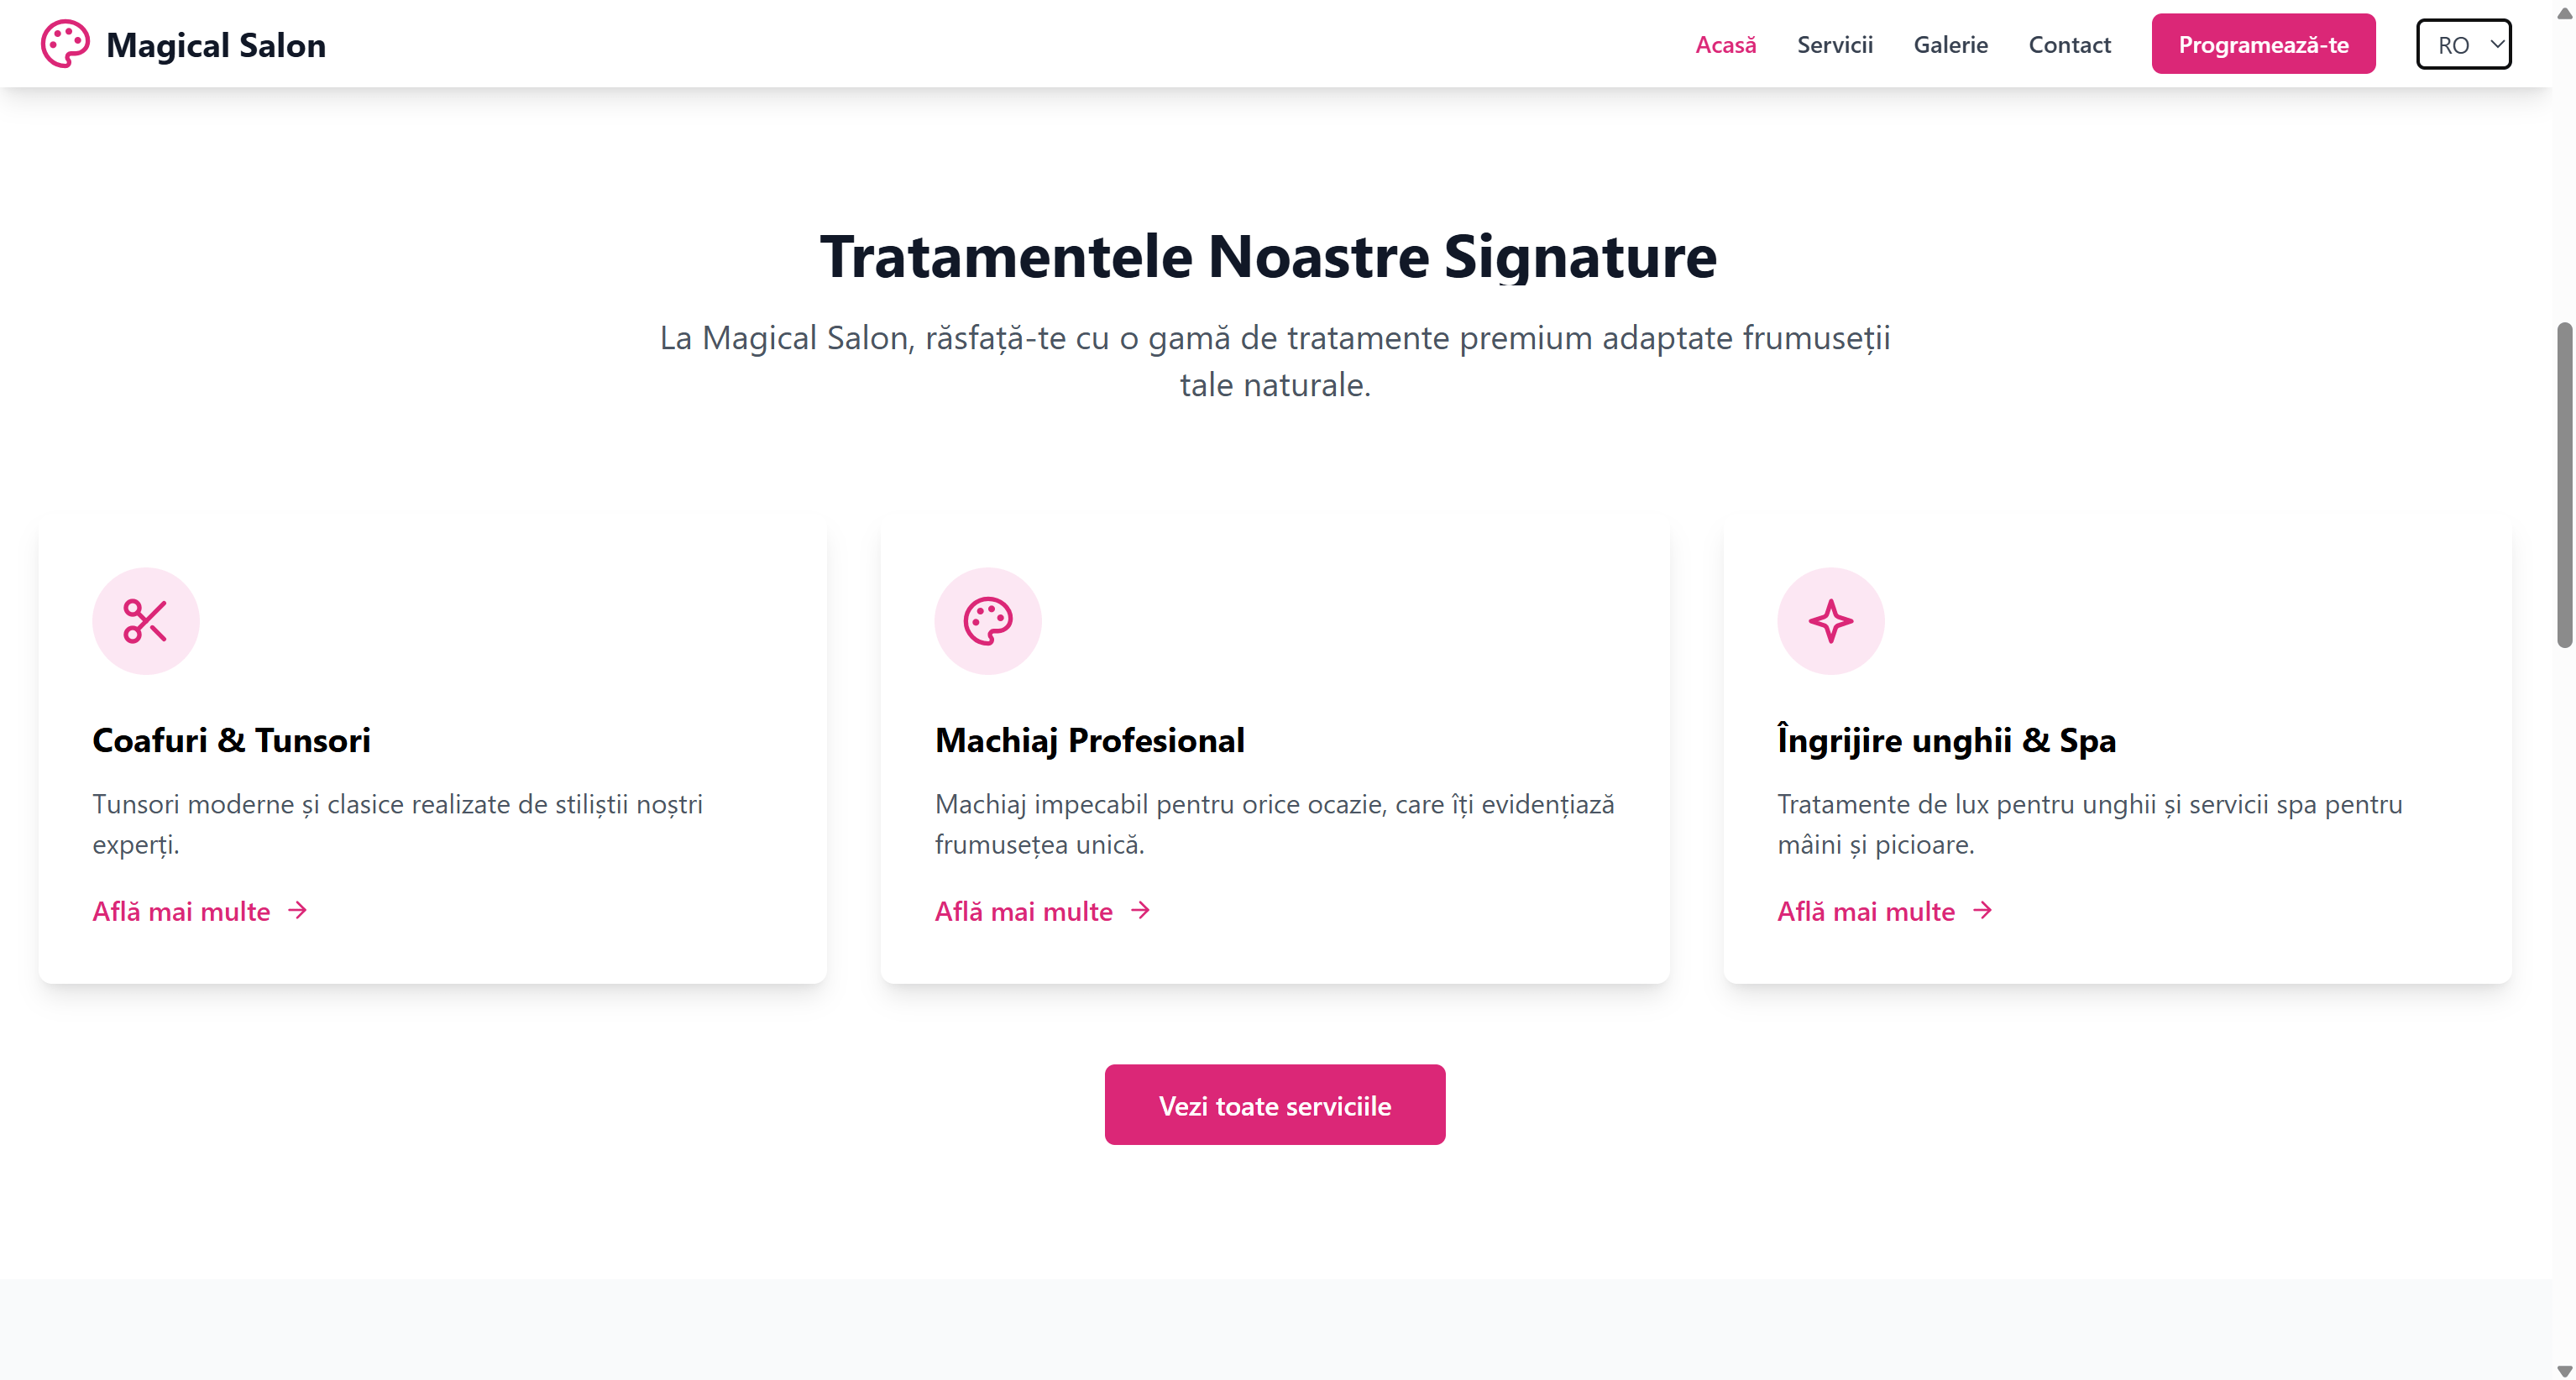 Magical Salon
Acasă
Servicii
Galerie
Contact
Programează-te
RO
Tratamentele Noastre Signature
La Magical Salon, răsfață-te cu o gamă de tratamente premium adaptate frumuseții
tale naturale.
Coafuri & Tunsori
Tunsori moderne și clasice realizate de stiliștii noștri
experți.
Află mai multe
Machiaj Profesional
Machiaj impecabil pentru orice ocazie, care îți evidențiază
frumusețea unică.
Află mai multe
Îngrijire unghii & Spa
Tratamente de lux pentru unghii și servicii spa pentru
mâini și picioare.
Află mai multe
Vezi toate serviciile